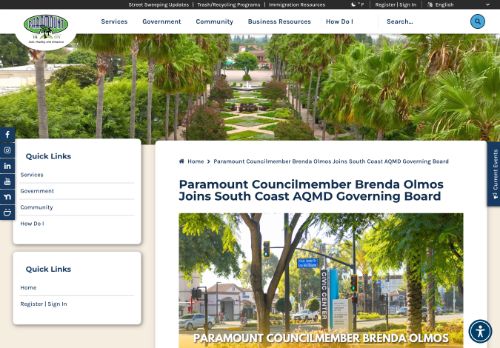 Street Sweeping Updates | Trash/Recycling Programs | Immigration Resources
° F | Register | Sign In
English
PARAMOUNT
Services Government Community Business Resources How Do I
Search...
Current Events
Quick Links
Services
Government
Community
How Do I
Quick Links
Home
Register | Sign In
Home Paramount Councilmember Brenda Olmos Joins South Coast AQMD Governing Board
Paramount Councilmember Brenda Olmos
Joins South Coast AQMD Governing Board
CIVIC CENTER
PARAMOUNT COUNCILMEMBER BRENDA OLMOS